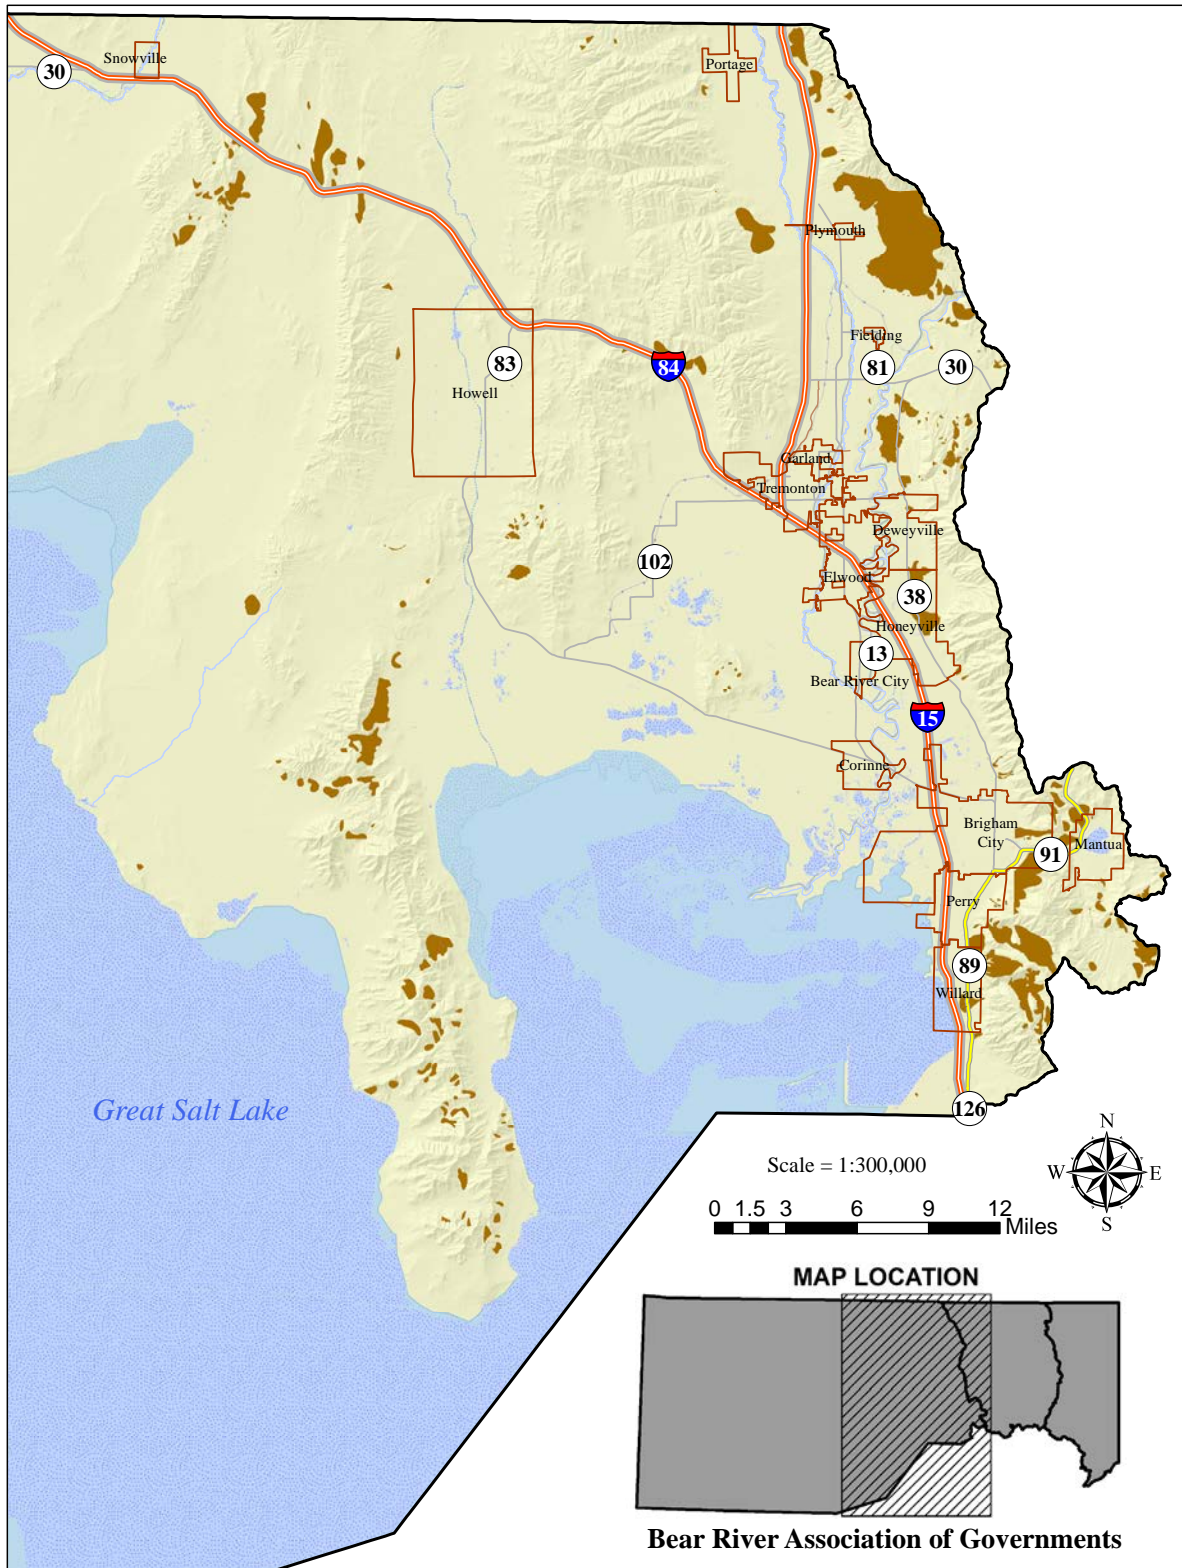 Snowville
30
Portage
Plymouth
Fielding
83
84
81
30
Howell
Garland
Tremonton
Deweyville
102
Elwood
38
Honeyville
13
Bear River City
15
Corinne
Brigham
City
Mantua
91
Perry
89
Willard
Great Salt Lake
126
N
W
E
S
Scale = 1:300,000
0 1.5 3 6 9 12
Miles
MAP LOCATION
Bear River Association of Governments